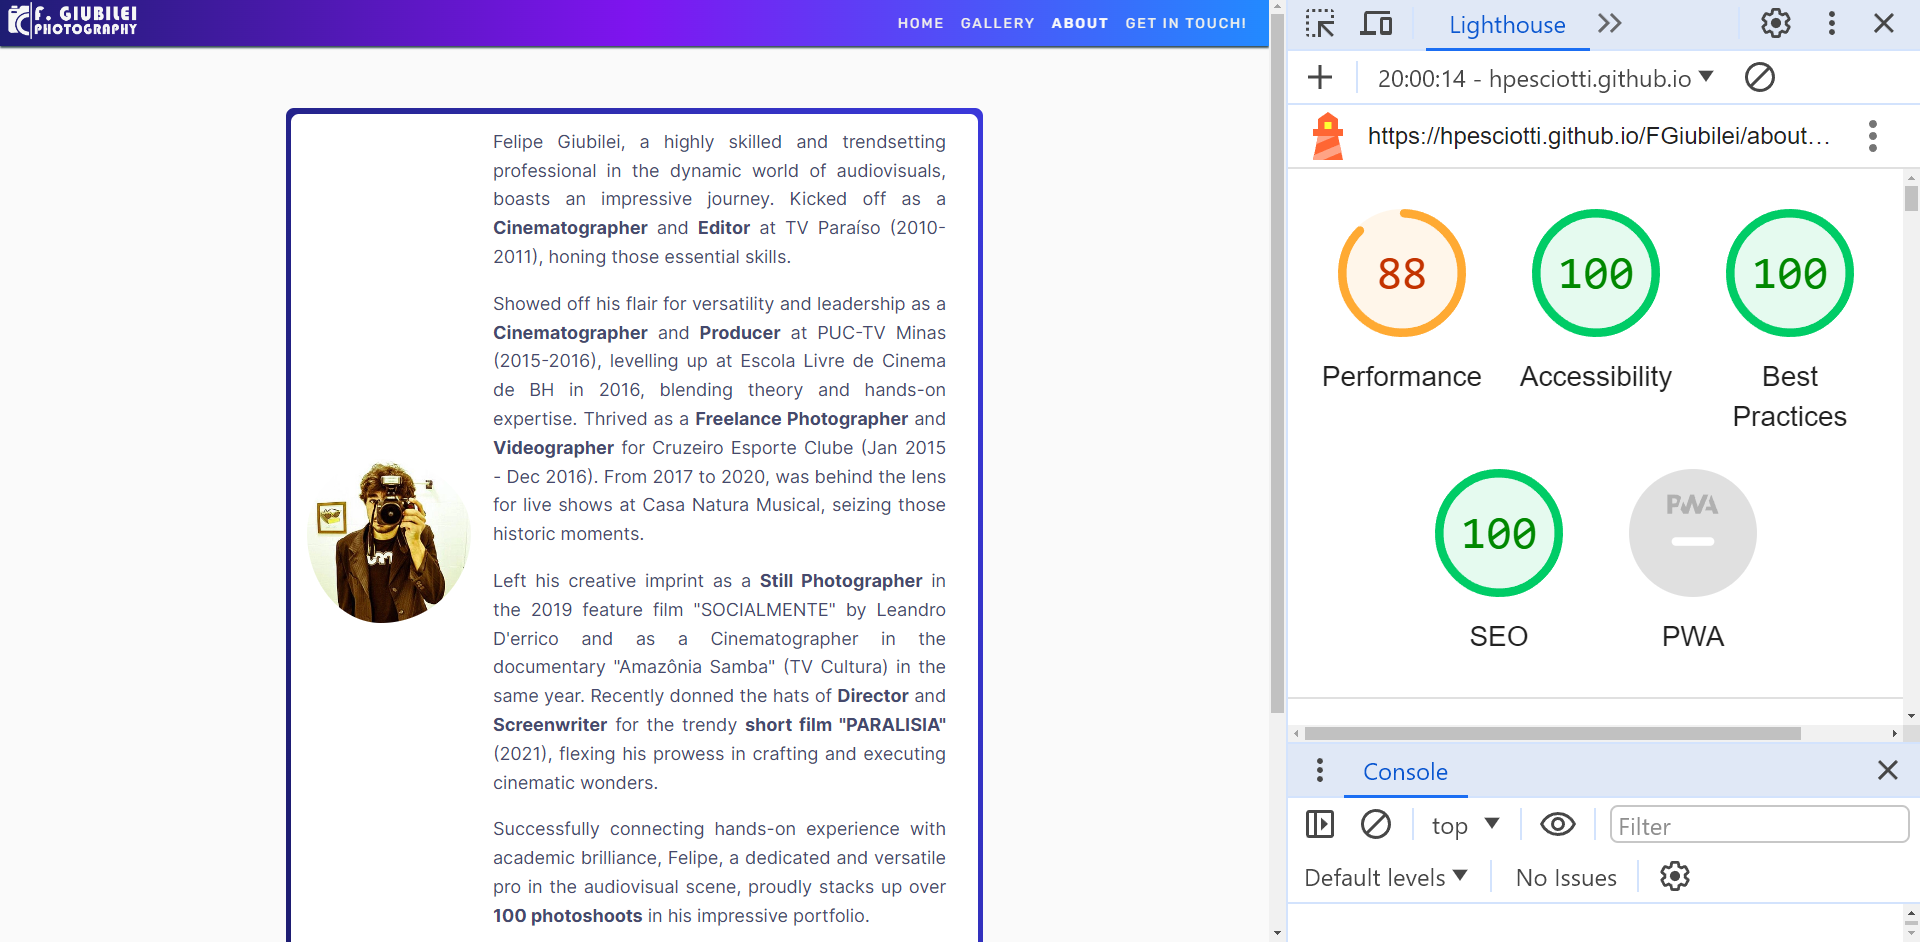 F. GIUBILEI
PHOTOGRAPHY
HOME GALLERY ABOUT GET IN TOUCH!
Felipe Giubilei, a highly skilled and trendsetting
professional in the dynamic world of audiovisuals,
boasts an impressive journey. Kicked off as a
Cinematographer and Editor at TV Paraíso (2010-
2011), honing those essential skills.
Showed off his flair for versatility and leadership as a
Cinematographer and Producer at PUC-TV Minas
(2015-2016), levelling up at Escola Livre de Cinema
de BH in 2016, blending theory and hands-on
expertise. Thrived as a Freelance Photographer and
Videographer for Cruzeiro Esporte Clube (Jan 2015
- Dec 2016). From 2017 to 2020, was behind the lens
for live shows at Casa Natura Musical, seizing those
historic moments.
Left his creative imprint as a Still Photographer in
the 2019 feature film "SOCIALMENTE" by Leandro
D'errico and as a Cinematographer in the
documentary "Amazônia Samba" (TV Cultura) in the
same year. Recently donned the hats of Director and
Screenwriter for the trendy short film "PARALISIA"
(2021), flexing his prowess in crafting and executing
cinematic wonders.
Successfully connecting hands-on experience with
academic brilliance, Felipe, a dedicated and versatile
pro in the audiovisual scene, proudly stacks up over
100 photoshoots in his impressive portfolio.
Lighthouse
20:00:14 - hpesciotti.github.io
https://hpesciotti.github.io/FGiubilei/about…
88
Performance
100
Accessibility
100
Best
Practices
100
SEO
PWA
PWA
Console
top
Filter
Default levels
No Issues